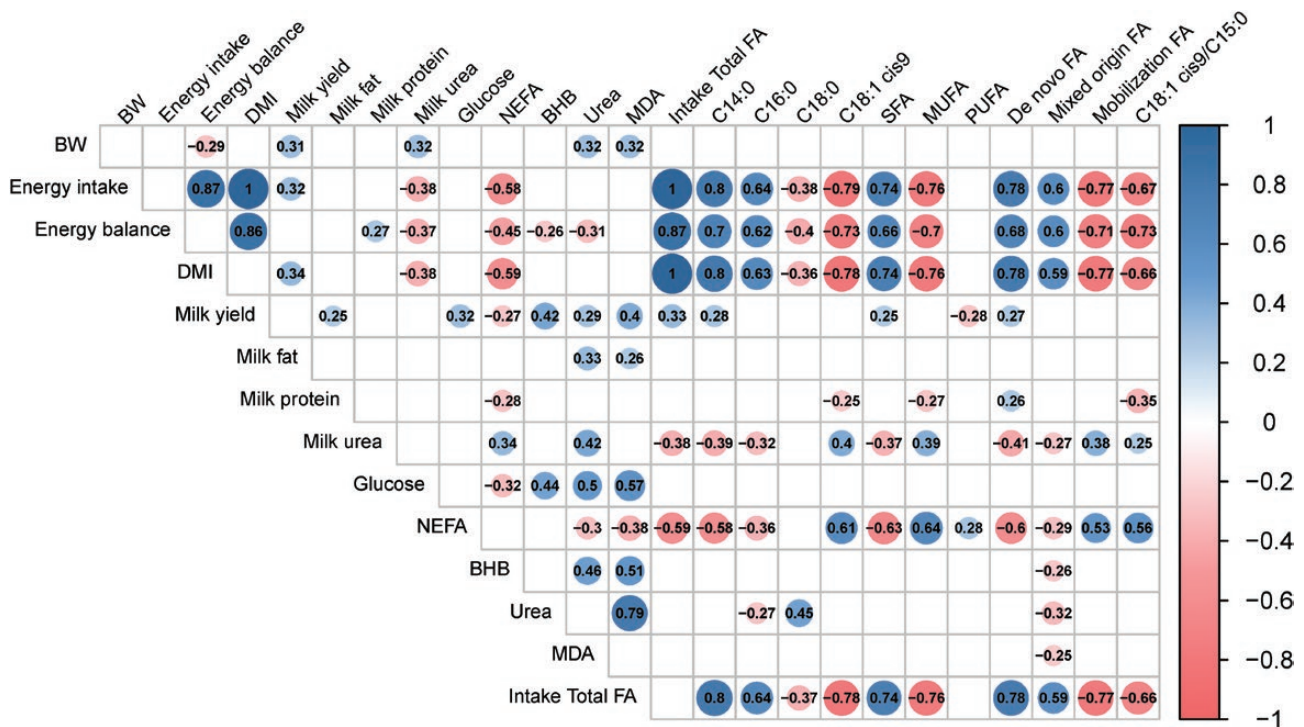 BW Energy intake Energy balance DMI Milk yield Milk fat Milk protein Milk urea Glucose NEFA BHB Urea MDA Intake Total FA C14:0 C16:0 C18:0 C18:1 cis9 SFA MUFA PUFA De novo FA Mixed origin FA Mobilization FA C18:1 cis9/C15:0
BW −0.29 0.31 0.32 0.32 0.32
Energy intake 0.87 1 0.32 −0.38 −0.58 1 0.8 0.64 −0.38 −0.79 0.74 −0.76 0.78 0.6 −0.77 −0.67
Energy balance 0.86 0.27 −0.37 −0.45 −0.26 −0.31 0.87 0.7 0.62 −0.4 −0.73 0.66 −0.7 0.68 0.6 −0.71 −0.73
DMI 0.34 −0.38 −0.59 1 0.8 0.63 −0.36 −0.78 0.74 −0.76 0.78 0.59 −0.77 −0.66
Milk yield 0.25 0.32 −0.27 0.42 0.29 0.4 0.33 0.28 0.25 −0.28 0.27
Milk fat 0.33 0.26
Milk protein −0.28 −0.25 −0.27 0.26 −0.35
Milk urea 0.34 0.42 −0.38 −0.39 −0.32 0.4 −0.37 0.39 −0.41 −0.27 0.38 0.25
Glucose −0.32 0.44 0.5 0.57
NEFA −0.3 −0.38 −0.59 −0.58 −0.36 0.61 −0.63 0.64 0.28 −0.6 −0.29 0.53 0.56
BHB 0.46 0.51 −0.26
Urea 0.79 −0.27 0.45 −0.32
MDA −0.25
Intake Total FA 0.8 0.64 −0.37 −0.78 0.74 −0.76 0.78 0.59 −0.77 −0.66
1
0.8
0.6
0.4
0.2
0
−0.2
−0.4
−0.6
−0.8
−1